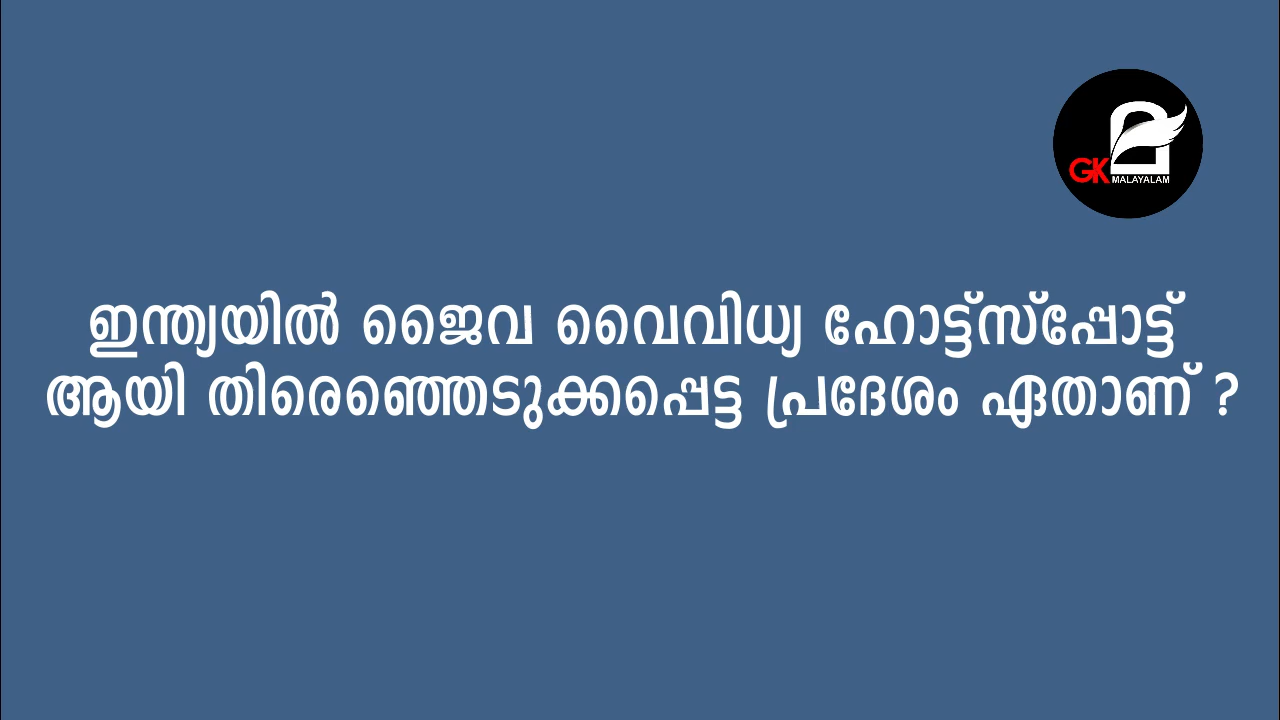 GK MALAYALAM
ഇന്ത്യയിൽ ജൈവ വൈവിധ്യ ഹോട്ട്സ്പ്പോട്ട്
ആയി തിരെഞ്ഞെടുക്കപ്പെട്ട പ്രദേശം ഏതാണ് ?